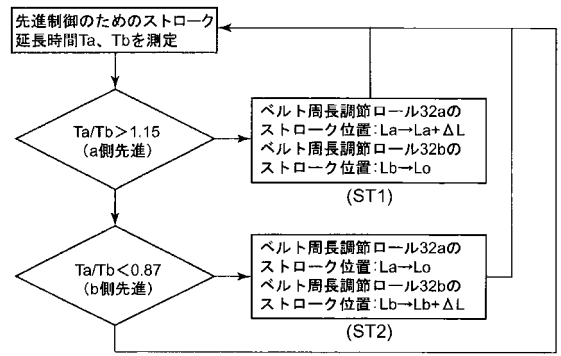 先進制御のためのストローク
延長時間Ta、Tbを測定
Ta/Tb>1.15
(a側先進)
ベルト周長調節ロール32aの
ストローク位置:La→La+ΔL
ベルト周長調節ロール32bの
ストローク位置:Lb→Lo
(ST1)
Ta/Tb<0.87
(b側先進)
ベルト周長調節ロール32aの
ストローク位置:La→Lo
ベルト周長調節ロール32bの
ストローク位置:Lb→Lb+ΔL
(ST2)